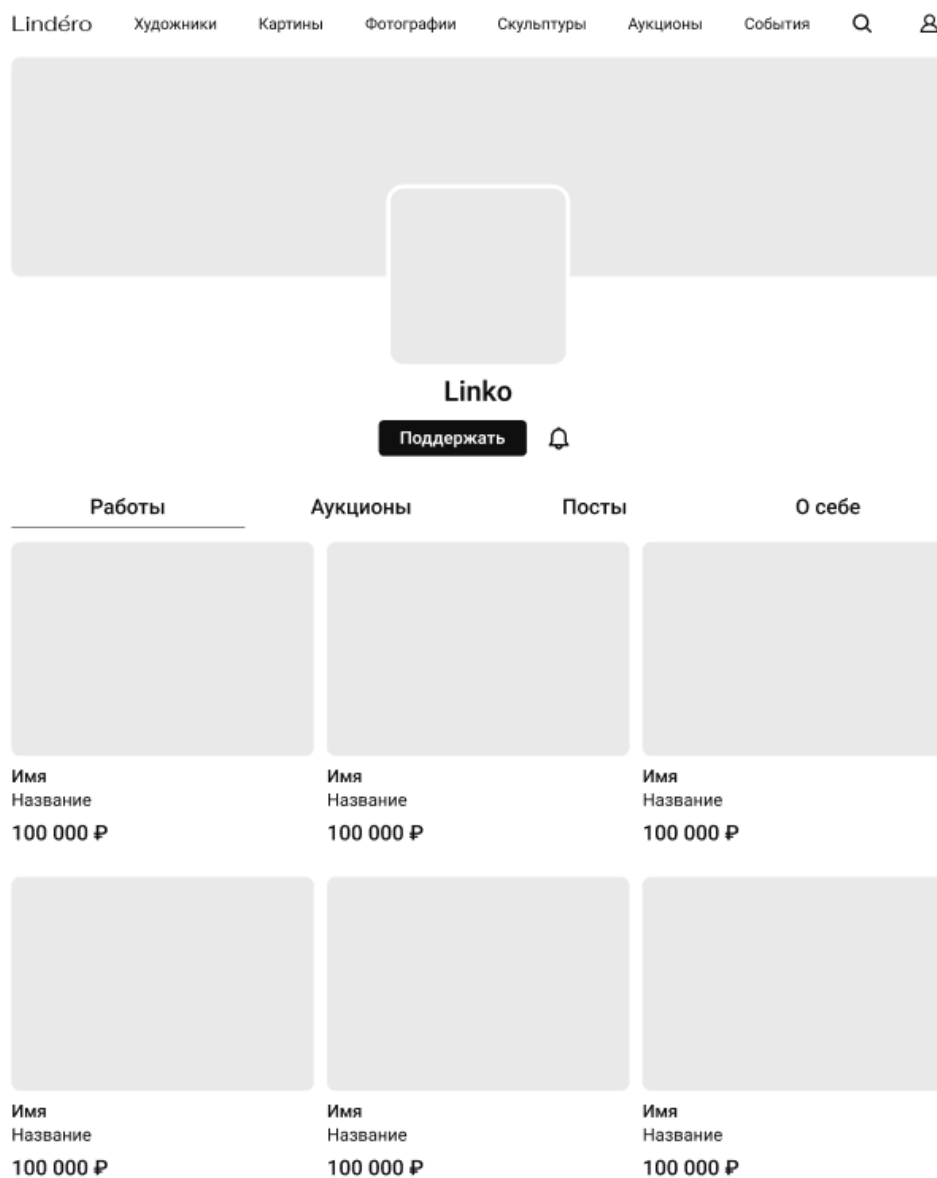 Lindéro Художники Картины Фотографии Скульптуры Аукционы События
Linko
Поддержать
Работы Аукционы Посты О себе
Имя Имя Имя
Название Название Название
100 000 ₽ 100 000 ₽ 100 000 ₽
Имя Имя Имя
Название Название Название
100 000 ₽ 100 000 ₽ 100 000 ₽